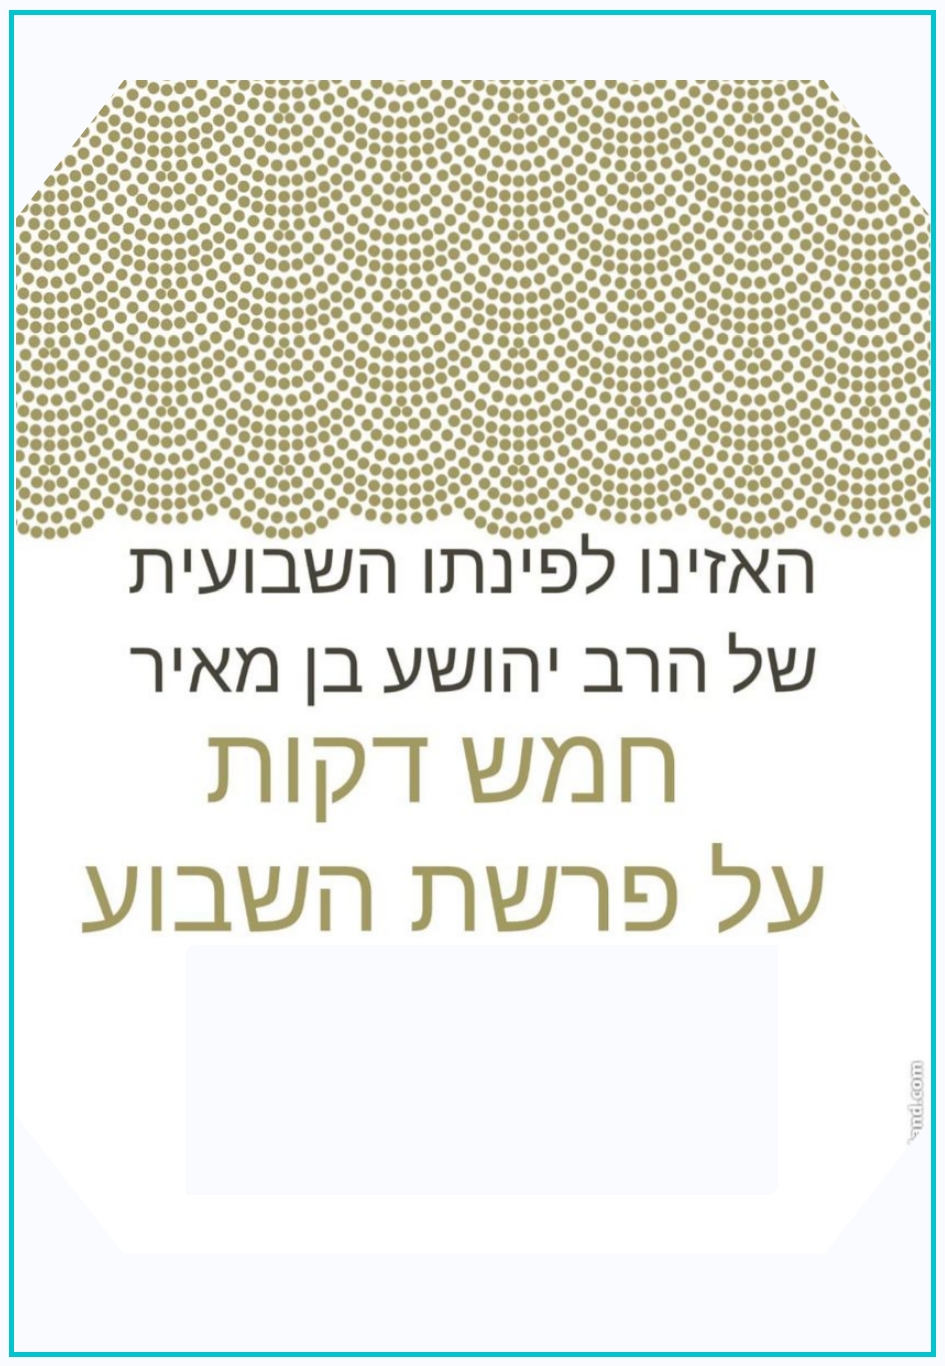 האזינו לפינתו השבועית
של הרב יהושע בן מאיר
חמש דקות
על פרשת השבוע